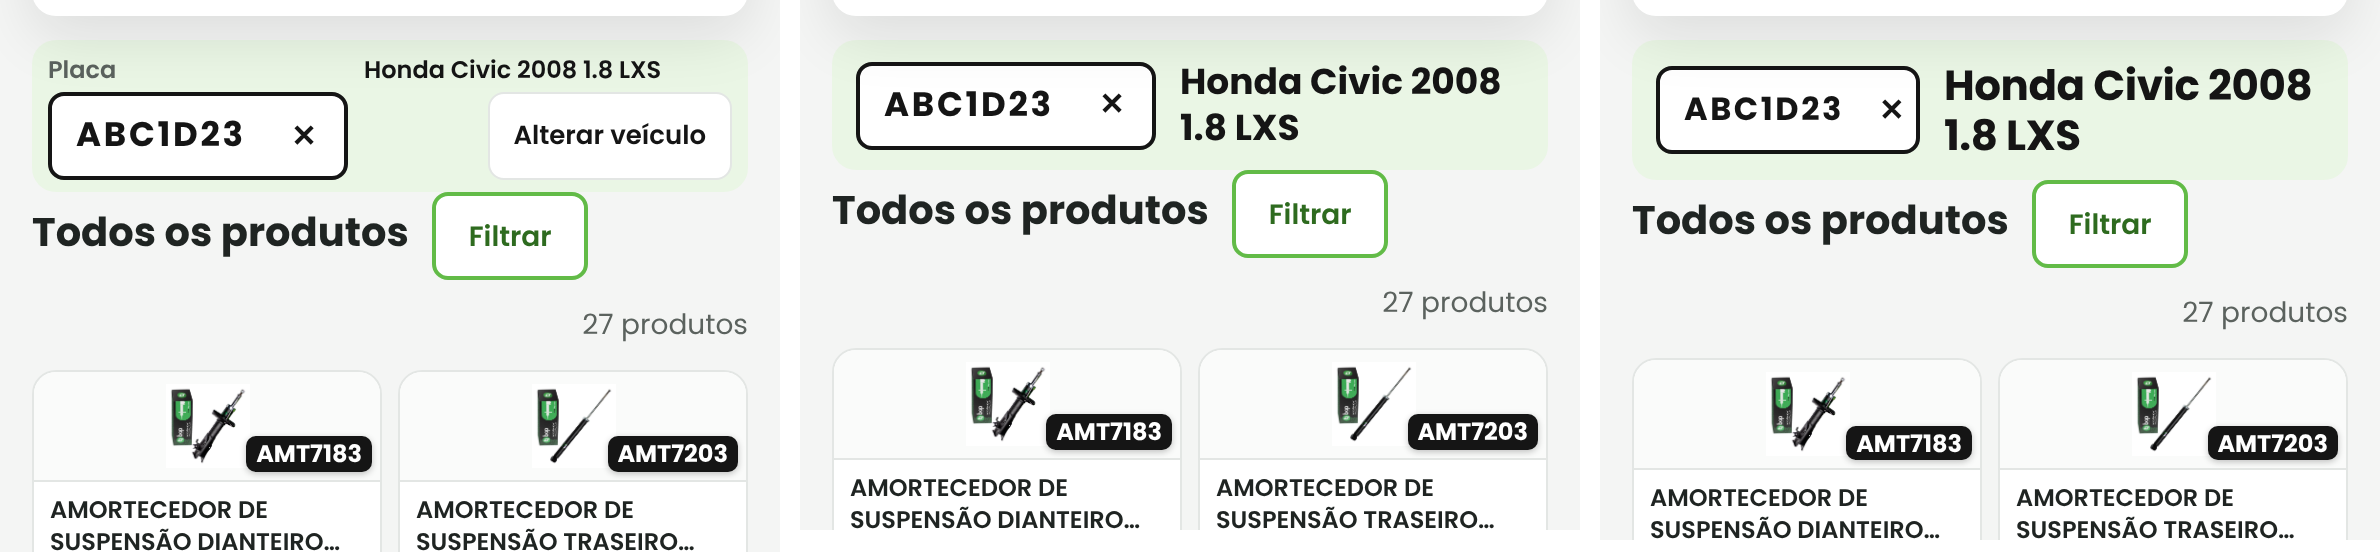 Placa
Honda Civic 2008 1.8 LXS
ABC1D23 ×
Alterar veículo
Todos os produtos
Filtrar
27 produtos
AMT7183
AMT7203
AMORTECEDOR DE
SUSPENSÃO DIANTEIRO...
AMORTECEDOR DE
SUSPENSÃO TRASEIRO...
ABC1D23 ×
Honda Civic 2008
1.8 LXS
Todos os produtos
Filtrar
27 produtos
AMT7183
AMT7203
AMORTECEDOR DE
SUSPENSÃO DIANTEIRO...
AMORTECEDOR DE
SUSPENSÃO TRASEIRO...
ABC1D23 ×
Honda Civic 2008
1.8 LXS
Todos os produtos
Filtrar
27 produtos
AMT7183
AMT7203
AMORTECEDOR DE
SUSPENSÃO DIANTEIRO...
AMORTECEDOR DE
SUSPENSÃO TRASEIRO...